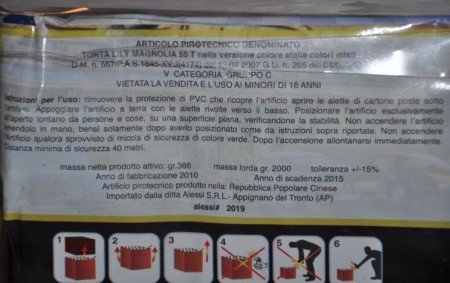 ARTICOLO PIROTECNICO DENOMINATO
TORTA LILY MAGNOLIA 50 T nella versione colore stelle colori misti
D.M. n. 557/P.A.S. 07 2007 G.U. n. 205 del
V CATEGORIA GRUPPO C
VIETATA LA VENDITA E L'USO AI MINORI DI 18 ANNI
Istruzioni per l'uso: rimuovere la protezione di PVC che ricopre l'artificio aprire le alette di cartone poste sotto
l'artificio. Appoggiare l'artificio a terra con le alette rivolte verso il basso. Posizionare l'artificio esclusivamente
all'aperto lontano da persone e cose, su una superficie piana, verificandone la stabilità. Non accendere l'artificio
tenendolo in mano, bensì solamente dopo averlo posizionato come da istruzioni sopra riportate. Non accendere
l'artificio qualora sprovvisto di miccia di sicurezza di colore verde. Dopo l'accensione allontanarsi immediatamente.
Distanza minima di sicurezza 40 metri.
massa netta prodotto attivo: gr.366 massa lorda gr. 2000 tolleranza +/-15%
Anno di fabbricazione 2010 Anno di scadenza 2015
Artificio pirotecnico prodotto nella: Repubblica Popolare Cinese
Importato dalla ditta Alessi S.R.L.- Appignano del Tronto (AP)
alessi# 2019
1 2 3 4 5 6